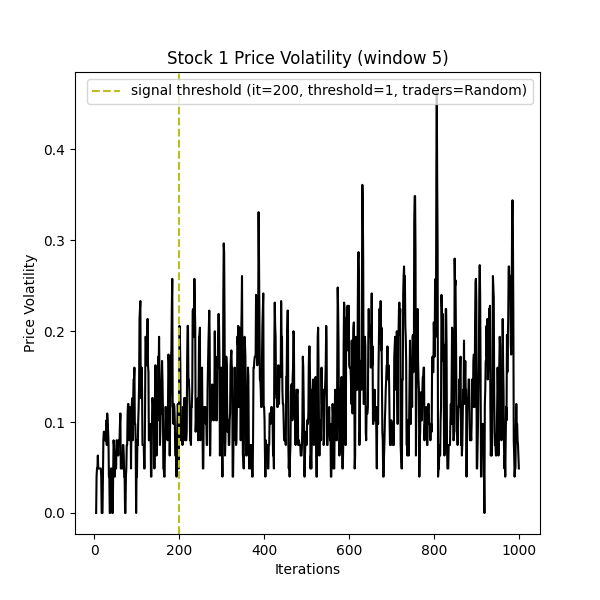 Stock 1 Price Volatility (window 5)
signal threshold (it=200, threshold=1, traders=Random)
0.4
0.3
0.2
0.1
0.0
Price Volatility
0 200 400 600 800 1000
Iterations